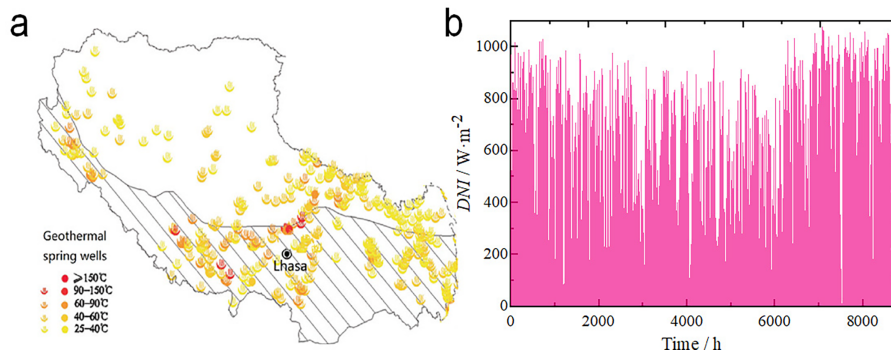 a
Geothermal
spring wells
⩾150℃
90–150℃
60–90℃
40–60℃
25–40℃
Lhasa
b
DNI / W·m⁻²
1000
800
600
400
200
0
0 2000 4000 6000 8000
Time / h